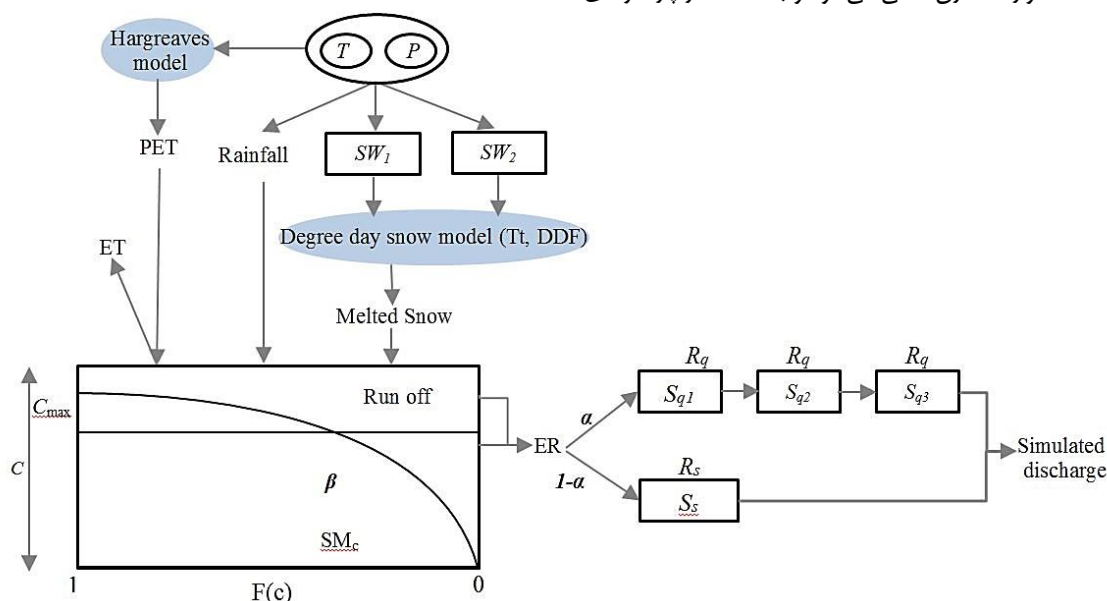 Hargreaves
model
T
P
PET
Rainfall
SW1
SW2
ET
Degree day snow model (Tt, DDF)
Melted Snow
Cmax
C
Run off
β
SMc
1
0
F(c)
ER
α
1-α
Rq
Rq
Rq
Sq1
Sq2
Sq3
Rs
Ss
Simulated
discharge